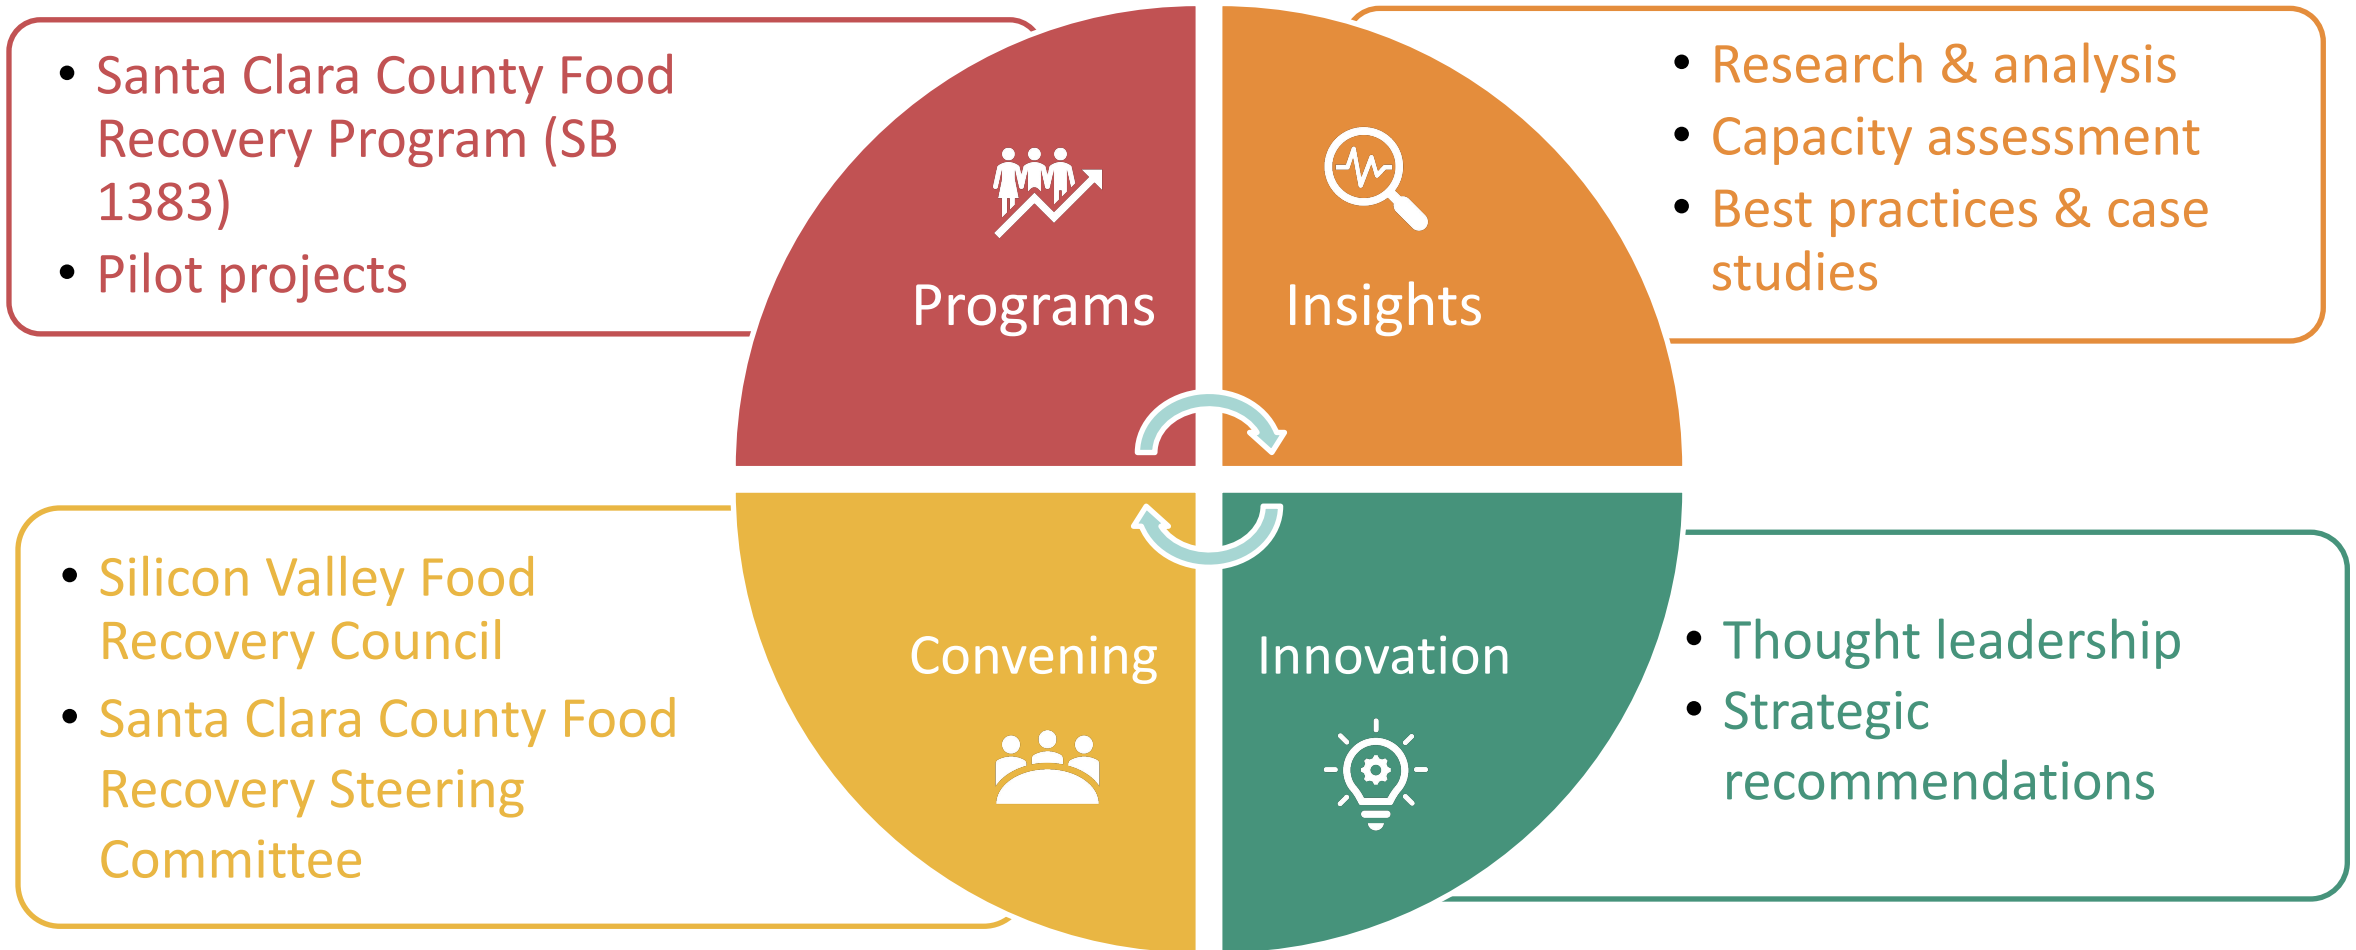 • Santa Clara County Food
Recovery Program (SB
1383)
• Pilot projects
Programs
Insights
• Research & analysis
• Capacity assessment
• Best practices & case
studies
• Silicon Valley Food
Recovery Council
• Santa Clara County Food
Recovery Steering
Committee
Convening
Innovation
• Thought leadership
• Strategic
recommendations